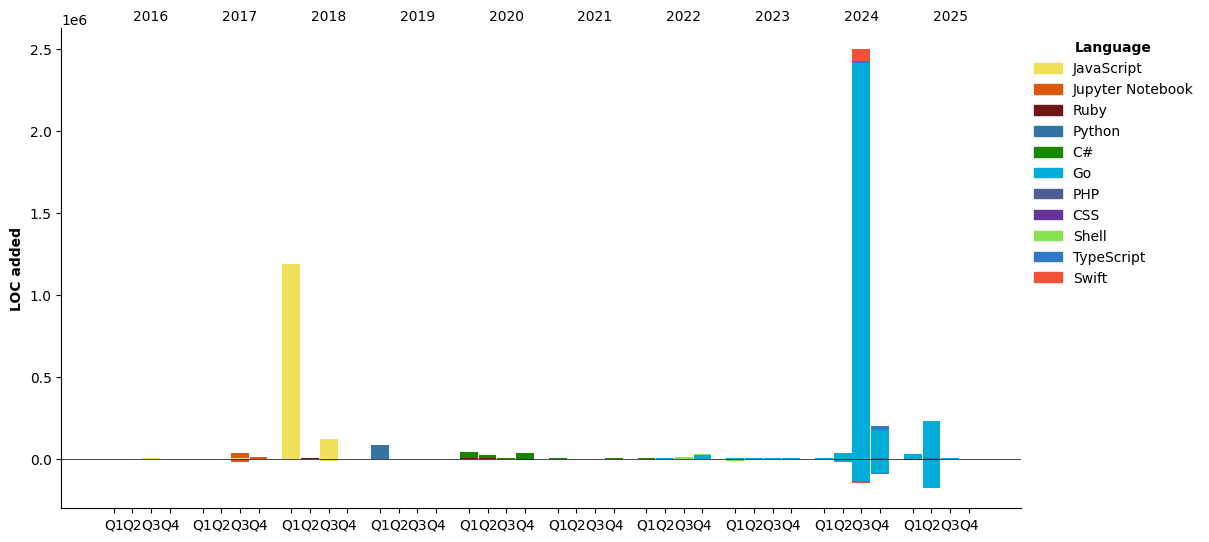 1e6
2016 2017 2018 2019 2020 2021 2022 2023 2024 2025
2.5
2.0
1.5
1.0
0.5
0.0
LOC added
Q1Q2Q3Q4 Q1Q2Q3Q4 Q1Q2Q3Q4 Q1Q2Q3Q4 Q1Q2Q3Q4 Q1Q2Q3Q4 Q1Q2Q3Q4 Q1Q2Q3Q4 Q1Q2Q3Q4 Q1Q2Q3Q4
Language
JavaScript
Jupyter Notebook
Ruby
Python
C#
Go
PHP
CSS
Shell
TypeScript
Swift